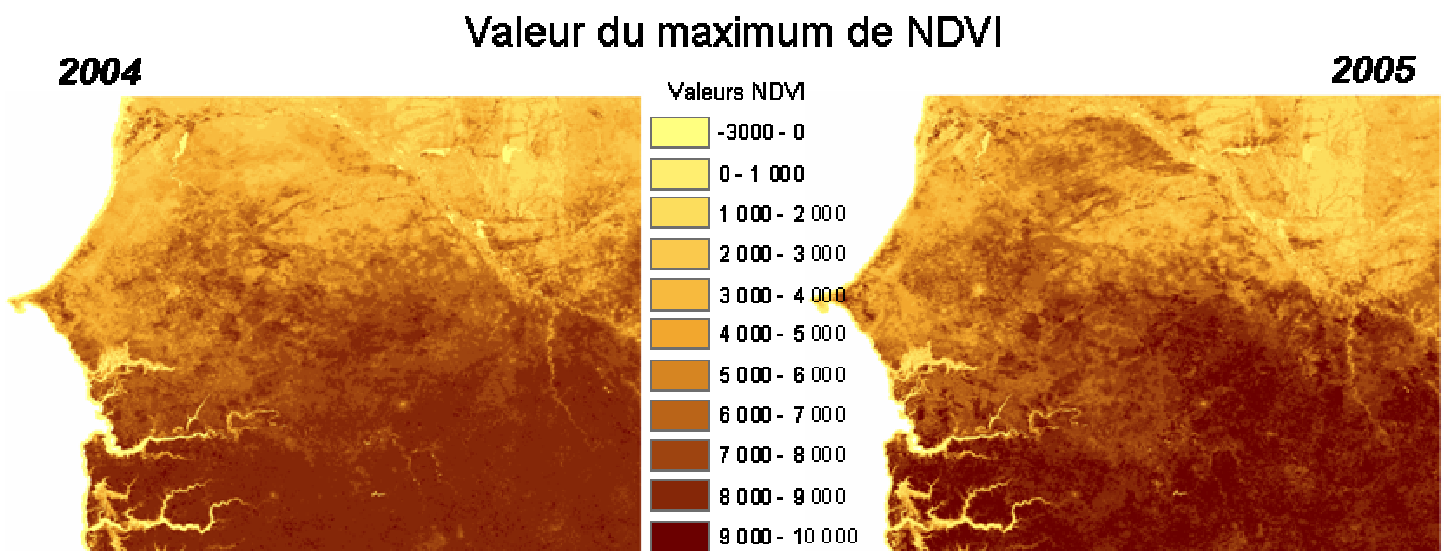 Valeur du maximum de NDVI
2004
2005
Valeurs NDVI
-3000 - 0
0 - 1 000
1 000 - 2 000
2 000 - 3 000
3 000 - 4 000
4 000 - 5 000
5 000 - 6 000
6 000 - 7 000
7 000 - 8 000
8 000 - 9 000
9 000 - 10 000